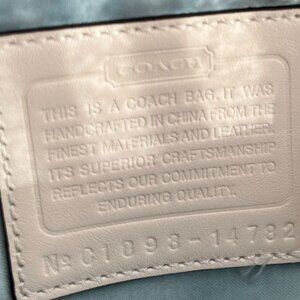 COACH
THIS IS A COACH BAG. IT WAS
HANDCRAFTED IN CHINA FROM THE
FINEST MATERIALS AND LEATHER.
ITS SUPERIOR CRAFTSMANSHIP
REFLECTS OUR COMMITMENT TO
ENDURING QUALITY.
No C1093-14782